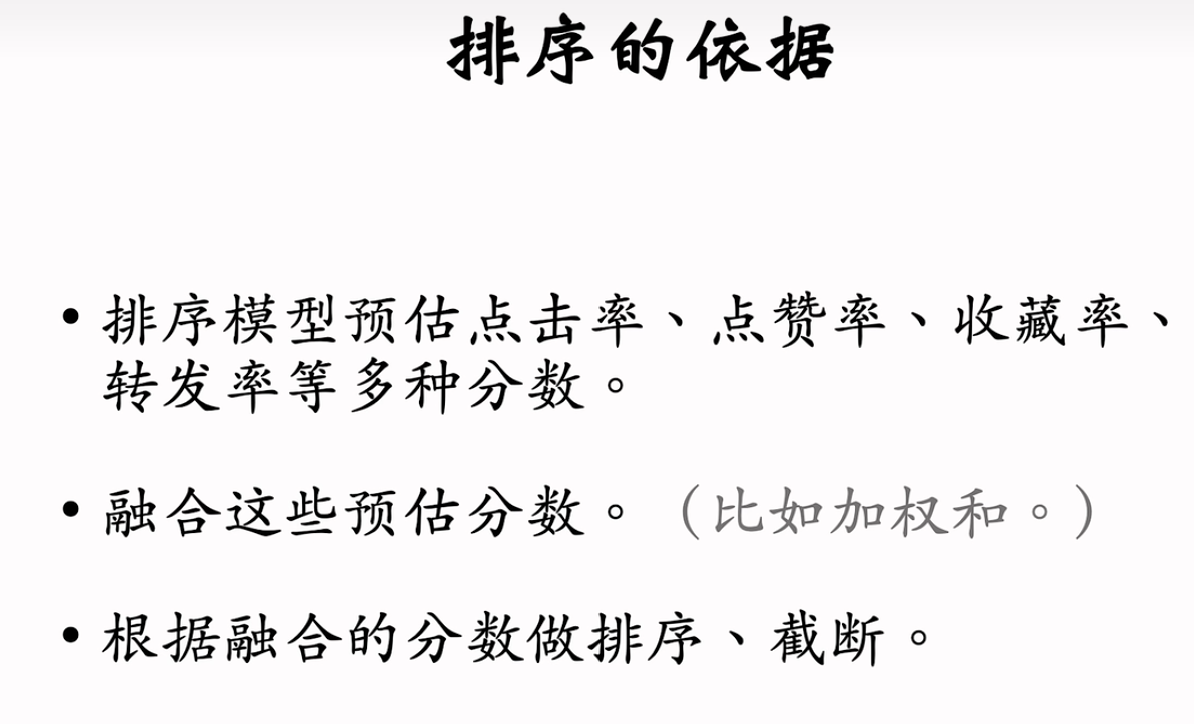 排序的依据
• 排序模型预估点击率、点赞率、收藏率、
转发率等多种分数。
• 融合这些预估分数。（比如加权和。）
• 根据融合的分数做排序、截断。